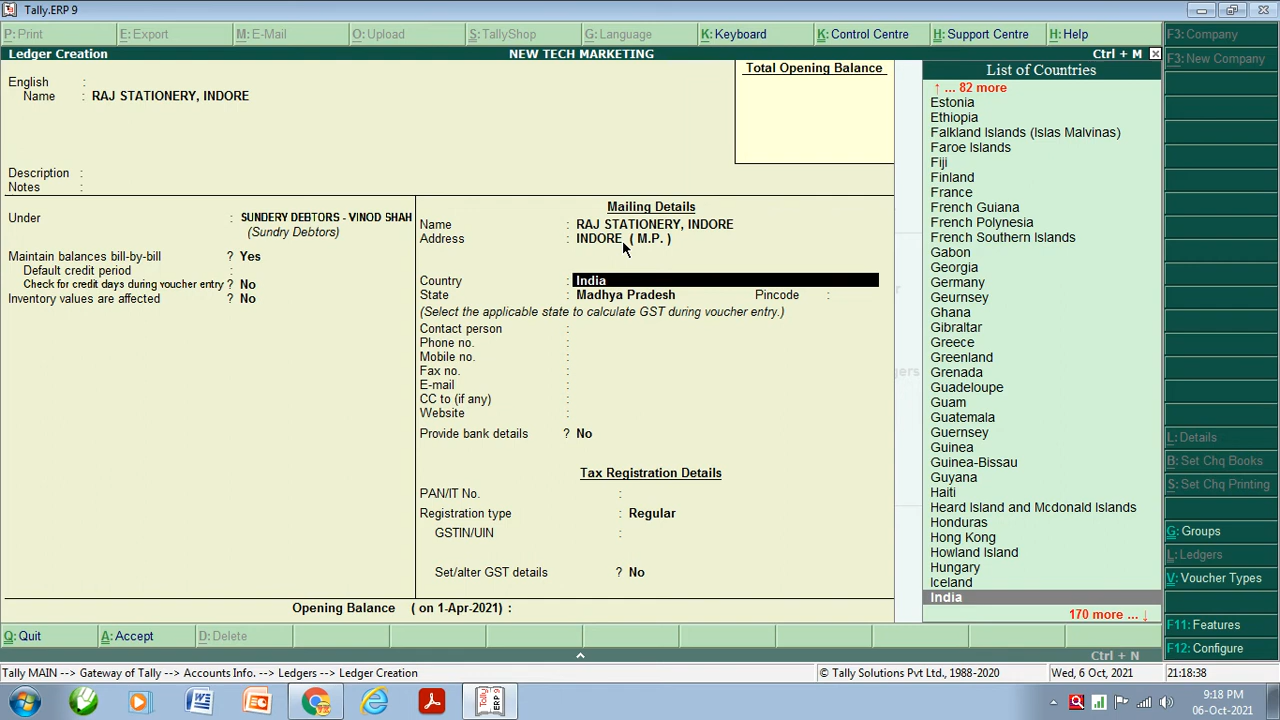 Tally.ERP 9
P: Print E: Export M: E-Mail O: Upload S: TallyShop G: Language K: Keyboard K: Control Centre H: Support Centre H: Help
Ledger Creation NEW TECH MARKETING Ctrl + M
English :
Name : RAJ STATIONERY, INDORE
Description :
Notes :
Total Opening Balance
Under : SUNDERY DEBTORS - VINOD SHAH
(Sundry Debtors)
Maintain balances bill-by-bill ? Yes
Default credit period :
Check for credit days during voucher entry ? No
Inventory values are affected ? No
Mailing Details
Name : RAJ STATIONERY, INDORE
Address : INDORE ( M.P. )
Country : India
State : Madhya Pradesh Pincode :
(Select the applicable state to calculate GST during voucher entry.)
Contact person :
Phone no. :
Mobile no. :
Fax no. :
E-mail :
CC to (if any) :
Website :
Provide bank details ? No
Tax Registration Details
PAN/IT No. :
Registration type : Regular
GSTIN/UIN :
Set/alter GST details ? No
Opening Balance ( on 1-Apr-2021) :
List of Countries
↑ ... 82 more
Estonia
Ethiopia
Falkland Islands (Islas Malvinas)
Faroe Islands
Fiji
Finland
France
French Guiana
French Polynesia
French Southern Islands
Gabon
Georgia
Germany
Geurnsey
Ghana
Gibraltar
Greece
Greenland
Grenada
Guadeloupe
Guam
Guatemala
Guernsey
Guinea
Guinea-Bissau
Guyana
Haiti
Heard Island and Mcdonald Islands
Honduras
Hong Kong
Howland Island
Hungary
Iceland
India
170 more ... ↓
F3: Company
F3: New Company
L: Details
B: Set Chq Books
S: Set Chq Printing
G: Groups
L: Ledgers
V: Voucher Types
F11: Features
F12: Configure
Q: Quit A: Accept D: Delete
Ctrl + N
Tally MAIN --> Gateway of Tally --> Accounts Info. --> Ledgers --> Ledger Creation © Tally Solutions Pvt Ltd., 1988-2020 Wed, 6 Oct, 2021 21:18:38
9:18 PM
06-Oct-2021